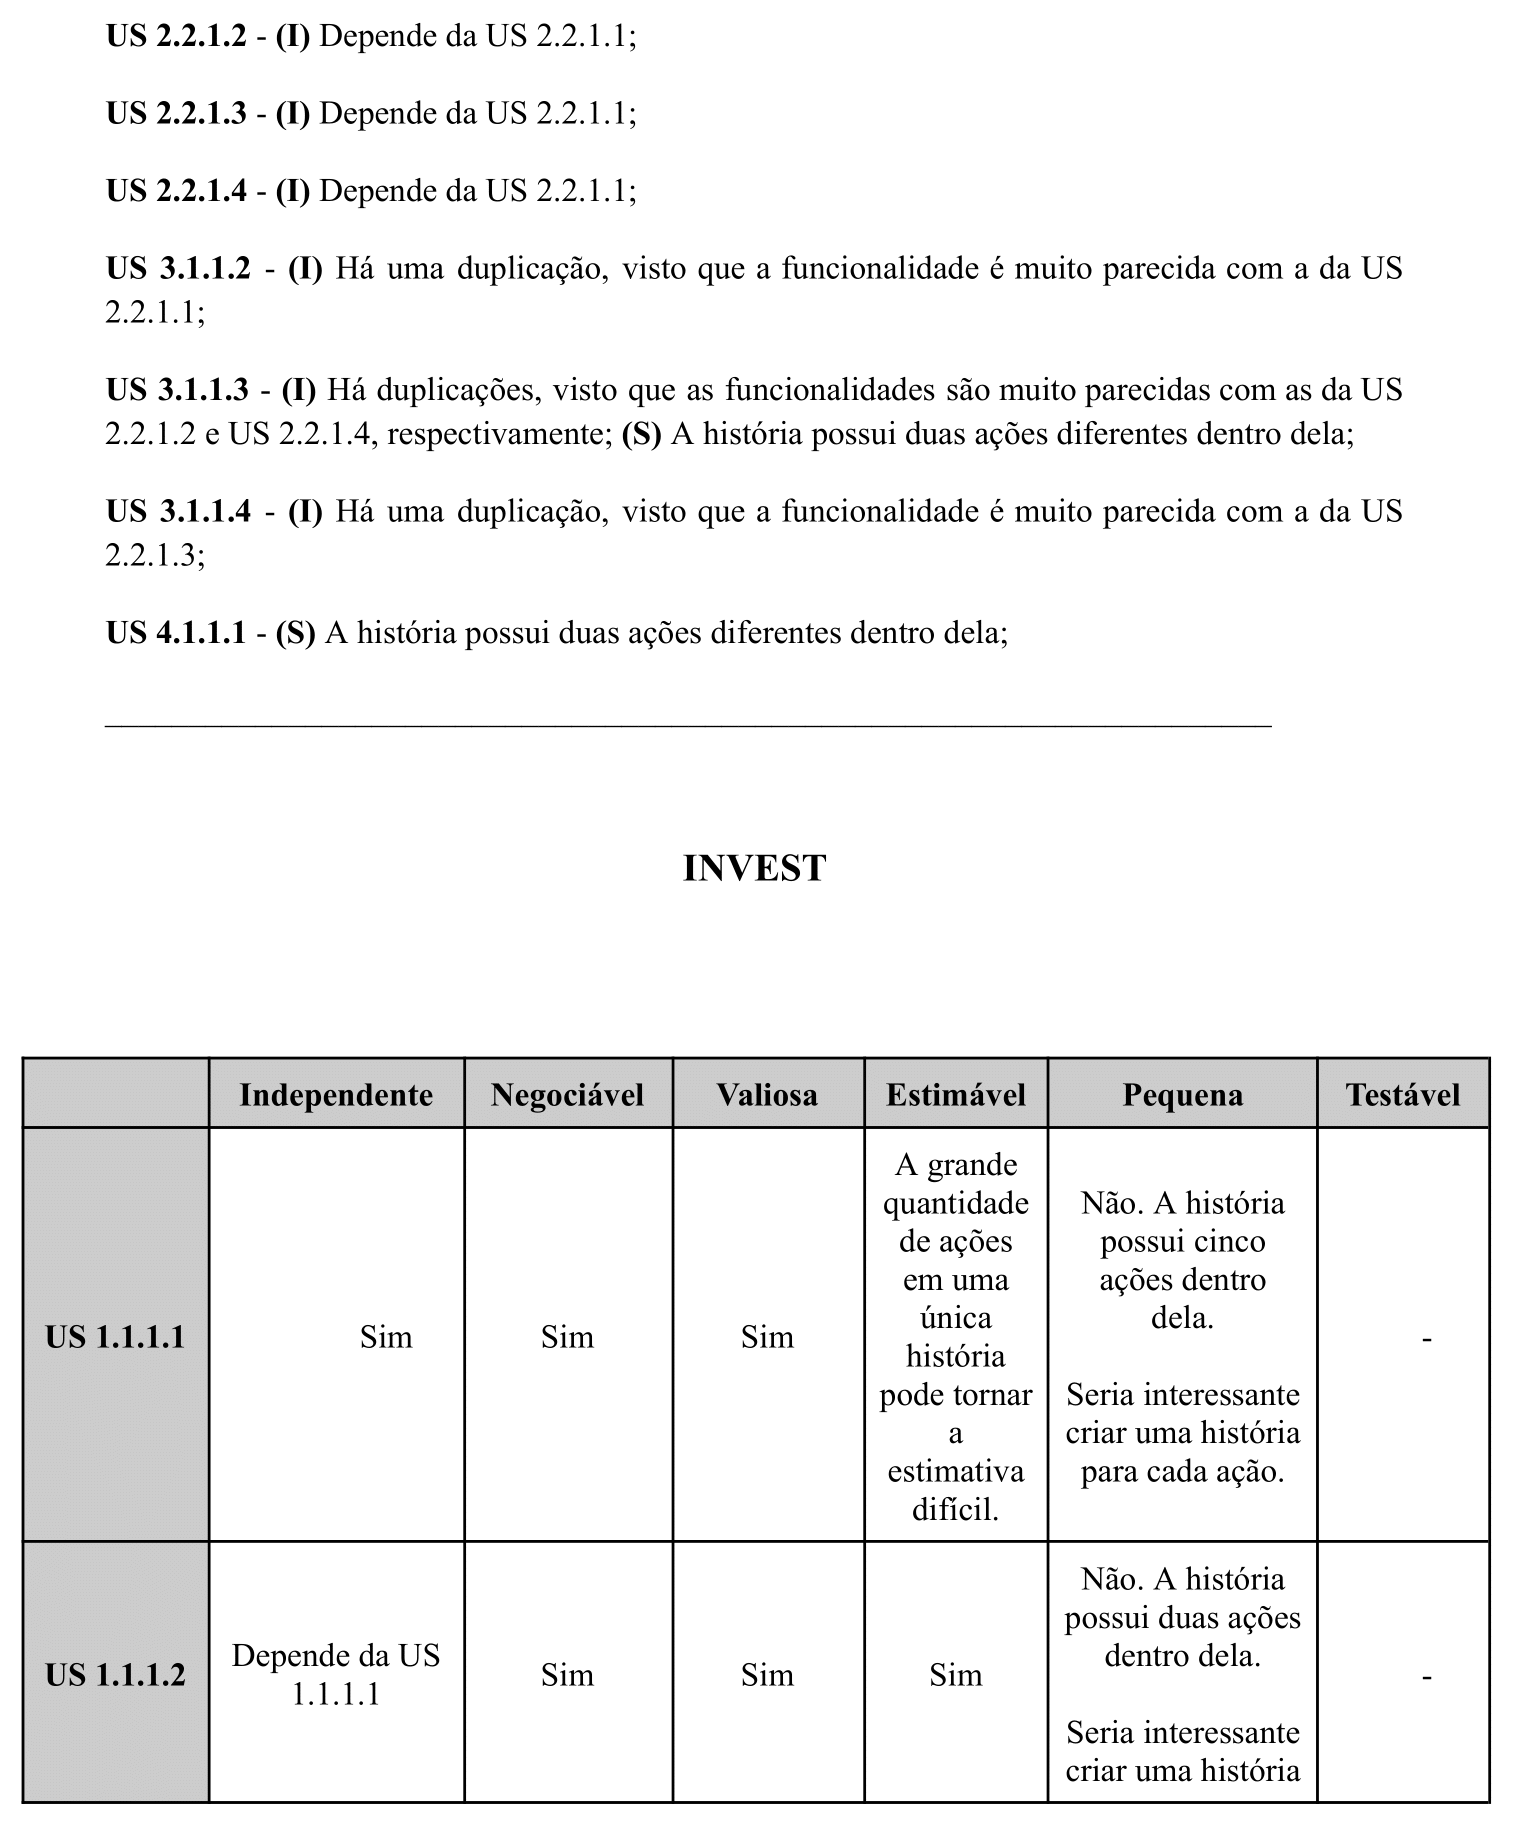 US 2.2.1.2 - (I) Depende da US 2.2.1.1;
US 2.2.1.3 - (I) Depende da US 2.2.1.1;
US 2.2.1.4 - (I) Depende da US 2.2.1.1;
US 3.1.1.2 - (I) Há uma duplicação, visto que a funcionalidade é muito parecida com a da US
2.2.1.1;
US 3.1.1.3 - (I) Há duplicações, visto que as funcionalidades são muito parecidas com as da US
2.2.1.2 e US 2.2.1.4, respectivamente; (S) A história possui duas ações diferentes dentro dela;
US 3.1.1.4 - (I) Há uma duplicação, visto que a funcionalidade é muito parecida com a da US
2.2.1.3;
US 4.1.1.1 - (S) A história possui duas ações diferentes dentro dela;
INVEST
Independente Negociável Valiosa Estimável Pequena Testável
US 1.1.1.1
Sim
Sim
Sim
A grande
quantidade
de ações
em uma
única
história
pode tornar
a
estimativa
difícil.
Não. A história
possui cinco
ações dentro
dela.
Seria interessante
criar uma história
para cada ação.
-
US 1.1.1.2
Depende da US
1.1.1.1
Sim
Sim
Sim
Não. A história
possui duas ações
dentro dela.
Seria interessante
criar uma história
-